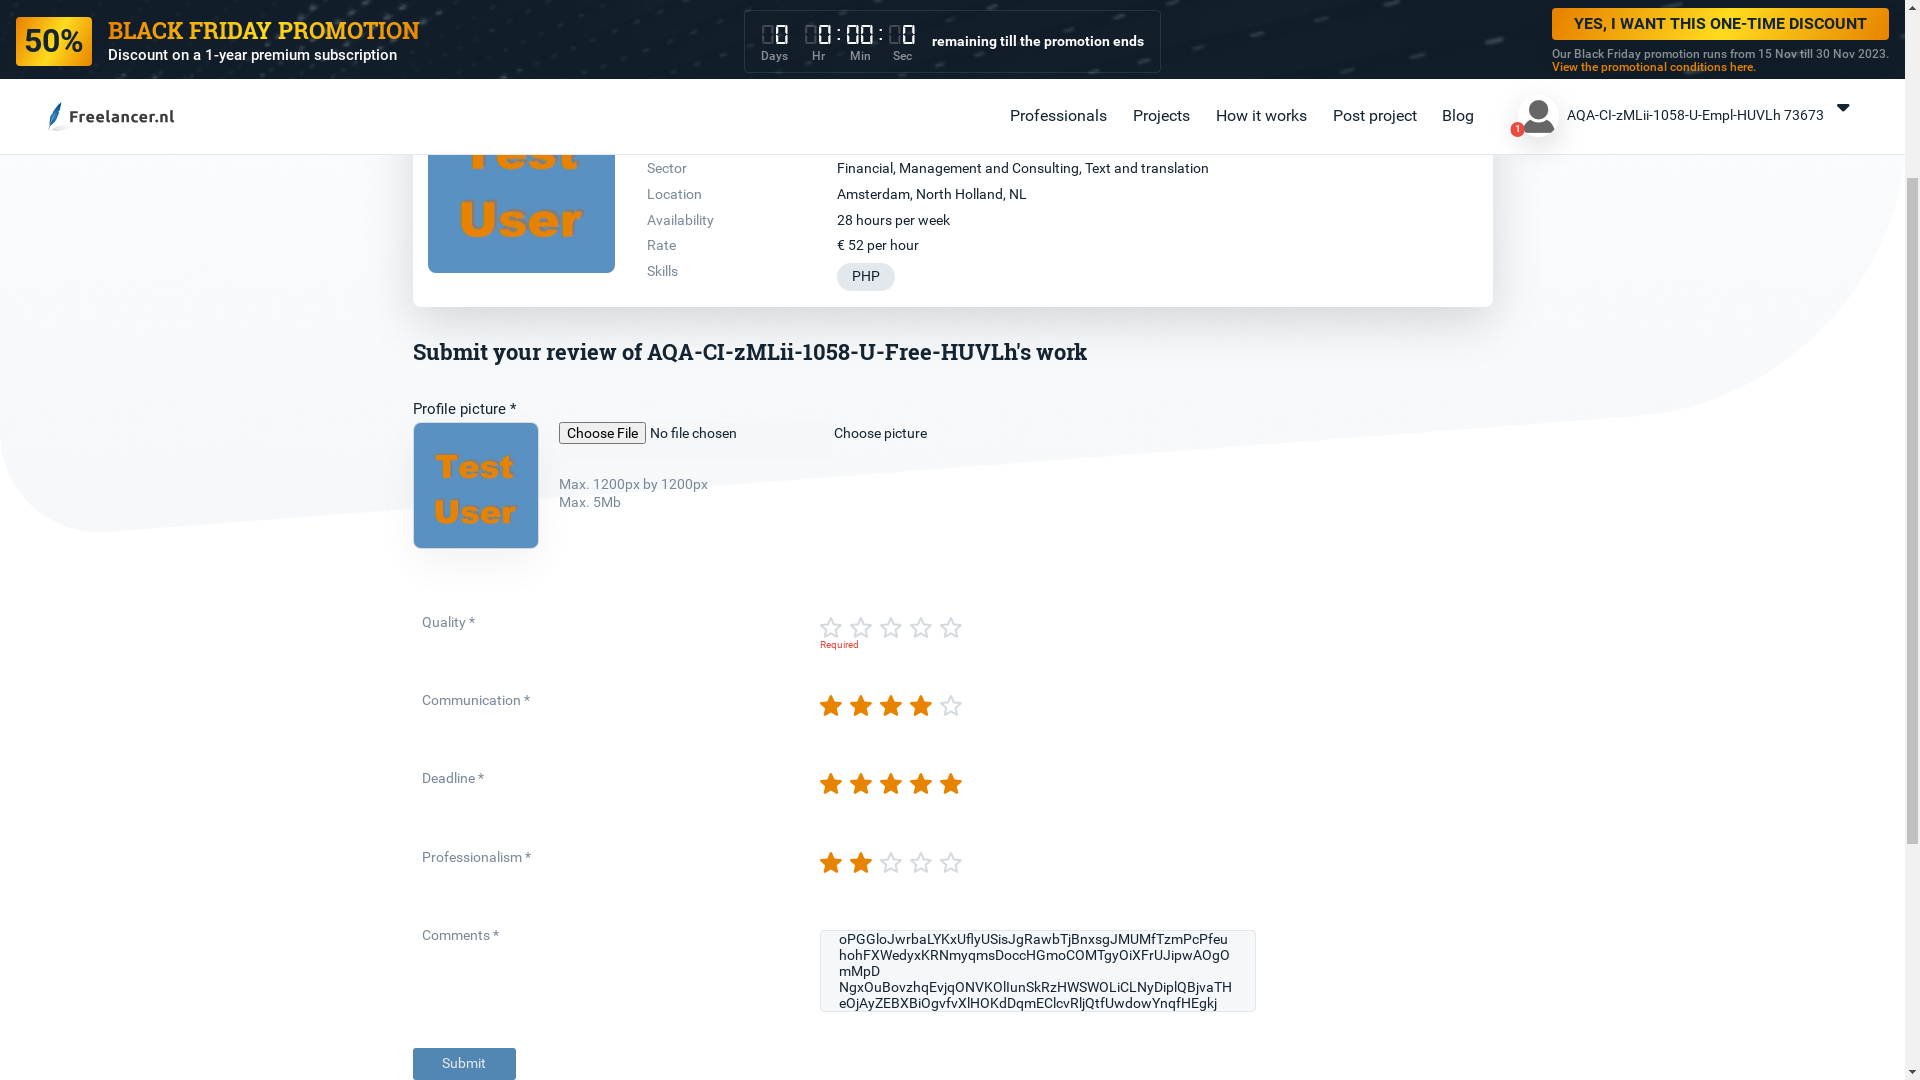 50%
BLACK FRIDAY PROMOTION
Discount on a 1-year premium subscription
0 0 : 00 : 0
Days Hr Min Sec
remaining till the promotion ends
YES, I WANT THIS ONE-TIME DISCOUNT
Our Black Friday promotion runs from 15 Nov till 30 Nov 2023.
View the promotional conditions here.
Freelancer.nl
Professionals Projects How it works Post project Blog
1
AQA-CI-zMLii-1058-U-Empl-HUVLh 73673
Test
User
Sector Financial, Management and Consulting, Text and translation
Location Amsterdam, North Holland, NL
Availability 28 hours per week
Rate € 52 per hour
Skills PHP
Submit your review of AQA-CI-zMLii-1058-U-Free-HUVLh's work
Profile picture *
Test
User
Choose File No file chosen Choose picture
Max. 1200px by 1200px
Max. 5Mb
Quality *
Required
Communication *
Deadline *
Professionalism *
Comments *
oPGGloJwrbaLYKxUflyUSisJgRawbTjBnxsgJMUMfTzmPcPfeu
hohFXWedyxKRNmyqmsDoccHGmoCOMTgyOiXFrUJipwAOgO
mMpD
NgxOuBovzhqEvjqONVKOlIunSkRzHWSWOLiCLNyDiplQBjvaTH
eOjAyZEBXBiOgvfvXlHOKdDqmEClcvRljQtfUwdowYnqfHEgkj
Submit